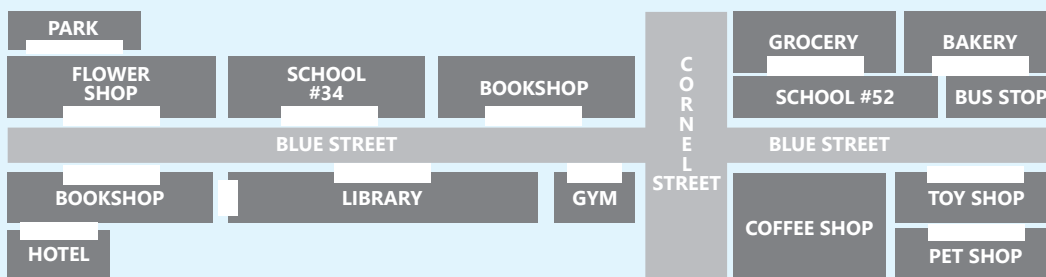 PARK
GROCERY
BAKERY
FLOWER
SHOP
SCHOOL
#34
BOOKSHOP
CORNEL
STREET
SCHOOL #52
BUS STOP
BLUE STREET
BLUE STREET
BOOKSHOP
LIBRARY
GYM
TOY SHOP
COFFEE SHOP
HOTEL
PET SHOP